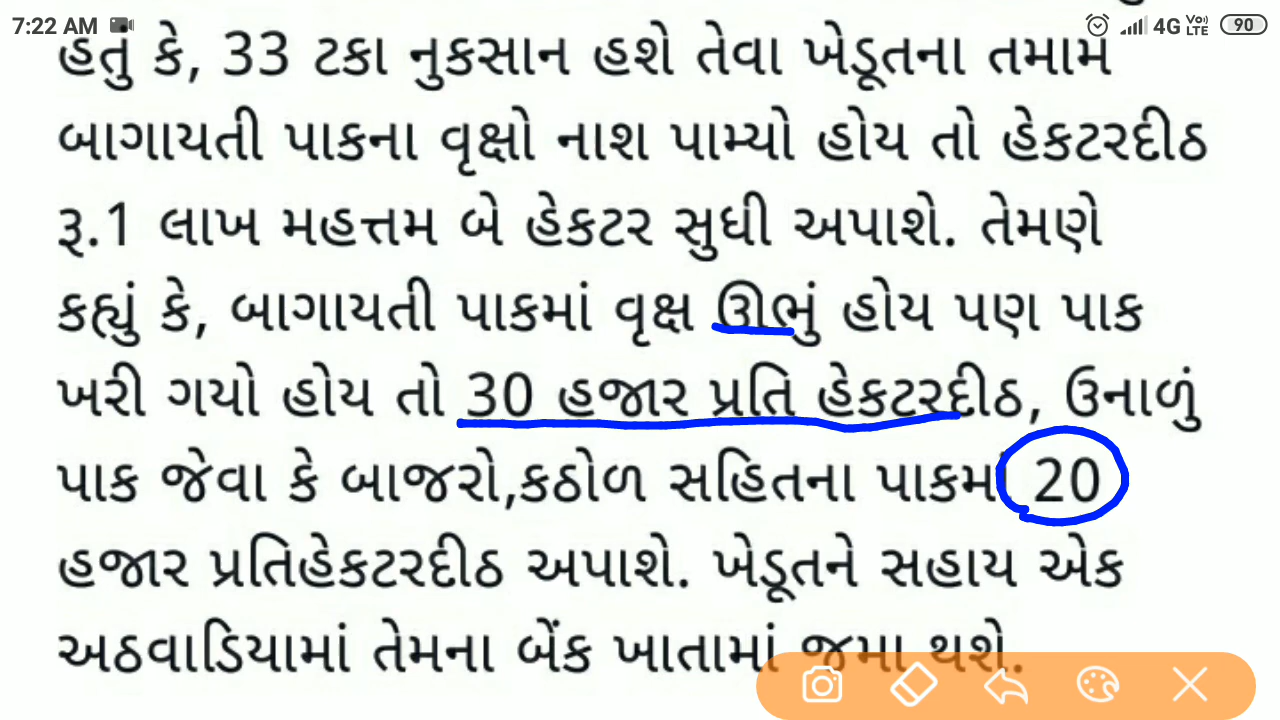 7:22 AM 4G VoLTE 90
હતું કે, 33 ટકા નુકસાન હશે તેવા ખેડૂતના તમામ
બાગાયતી પાકના વૃક્ષો નાશ પામ્યો હોય તો હેકટરદીઠ
રૂ.1 લાખ મહત્તમ બે હેકટર સુધી અપાશે. તેમણે
કહ્યું કે, બાગાયતી પાકમાં વૃક્ષ ઊભું હોય પણ પાક
ખરી ગયો હોય તો 30 હજાર પ્રતિ હેકટરદીઠ, ઉનાળું
પાક જેવા કે બાજરો,કઠોળ સહિતના પાકમાં 20
હજાર પ્રતિહેકટરદીઠ અપાશે. ખેડૂતને સહાય એક
અઠવાડિયામાં તેમના બેંક ખાતામાં જમા થશે.